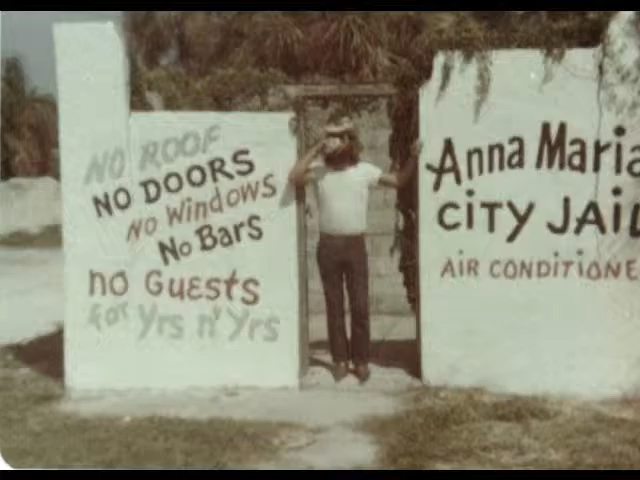 NO ROOF
NO DOORS
No Windows
No Bars
no Guests
for Yrs n' Yrs
Anna Maria
CITY JAIL
AIR CONDITIONE